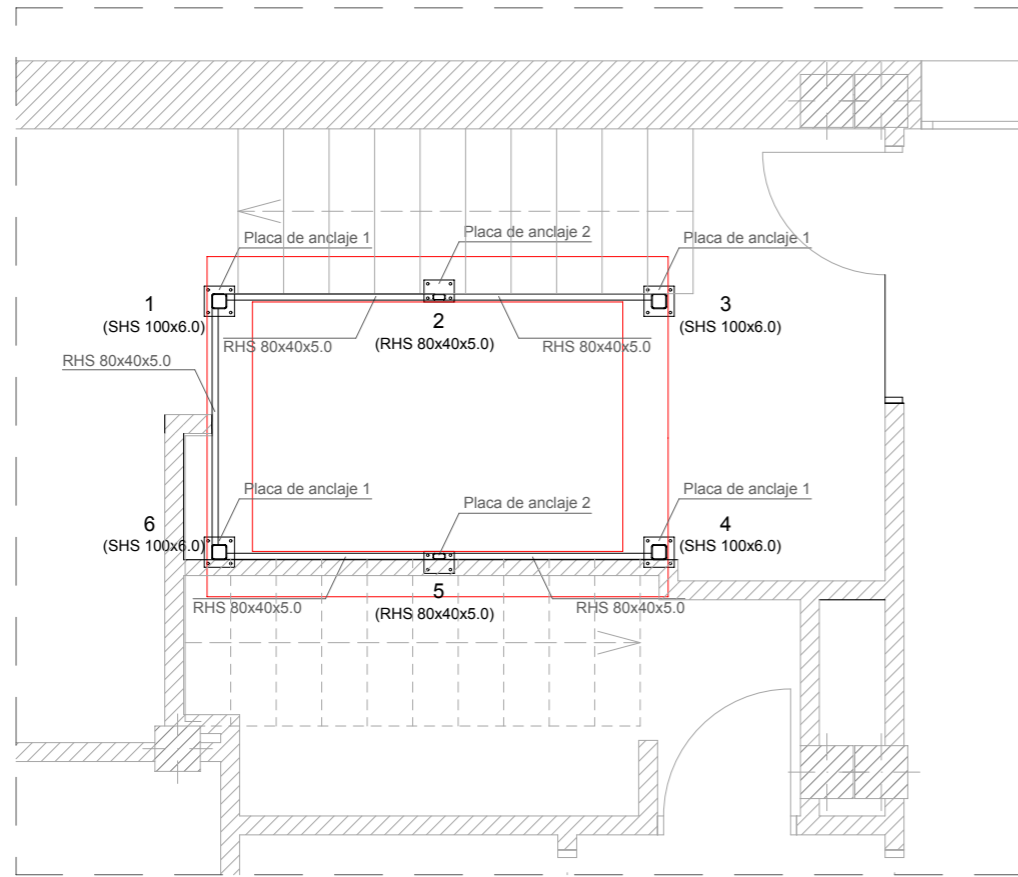 Placa de anclaje 1
Placa de anclaje 2
Placa de anclaje 1
1
(SHS 100x6.0)
2
(RHS 80x40x5.0)
3
(SHS 100x6.0)
RHS 80x40x5.0
RHS 80x40x5.0
RHS 80x40x5.0
Placa de anclaje 1
Placa de anclaje 2
Placa de anclaje 1
6
(SHS 100x6.0)
4
(SHS 100x6.0)
5
(RHS 80x40x5.0)
RHS 80x40x5.0
RHS 80x40x5.0